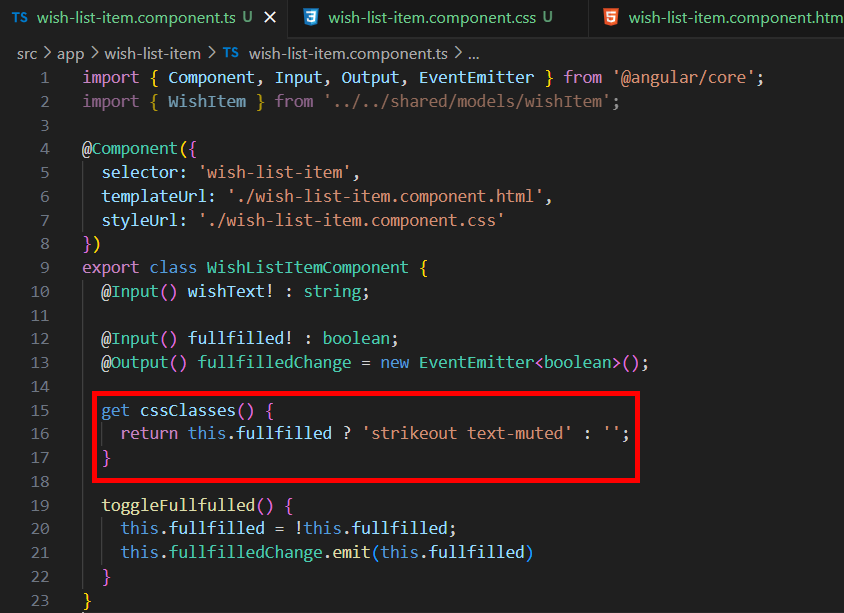 TS wish-list-item.component.ts U × wish-list-item.component.css U wish-list-item.component.htm
src > app > wish-list-item > TS wish-list-item.component.ts > ...
1 import { Component, Input, Output, EventEmitter } from '@angular/core';
2 import { WishItem } from '../../shared/models/wishItem';
3
4 @Component({
5 selector: 'wish-list-item',
6 templateUrl: './wish-list-item.component.html',
7 styleUrl: './wish-list-item.component.css'
8 })
9 export class WishListItemComponent {
10 @Input() wishText! : string;
11
12 @Input() fullfilled! : boolean;
13 @Output() fullfilledChange = new EventEmitter<boolean>();
14
15 get cssClasses() {
16 return this.fullfilled ? 'strikeout text-muted' : '';
17 }
18
19 toggleFullfulled() {
20 this.fullfilled = !this.fullfilled;
21 this.fullfilledChange.emit(this.fullfilled)
22 }
23 }